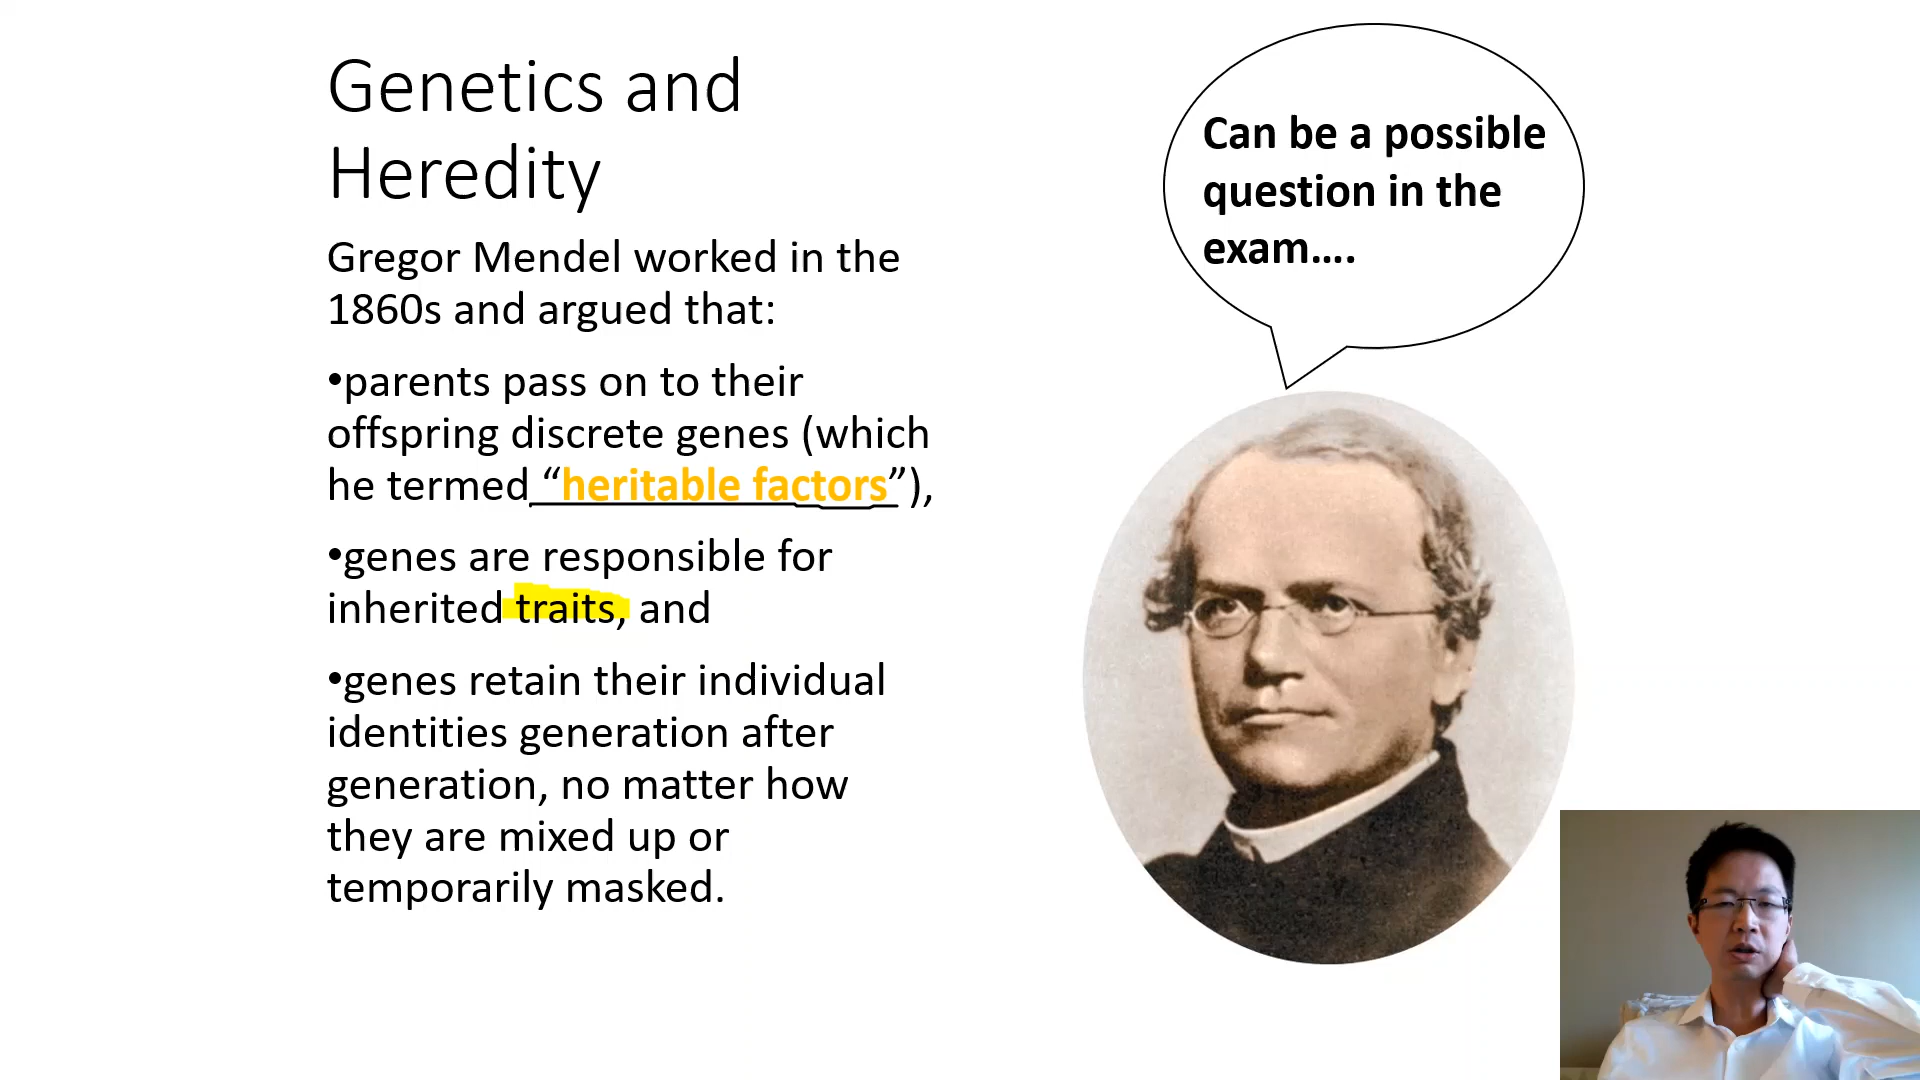 Genetics and
Heredity
Gregor Mendel worked in the
1860s and argued that:
•parents pass on to their
offspring discrete genes (which
he termed “heritable factors”),
•genes are responsible for
inherited traits, and
•genes retain their individual
identities generation after
generation, no matter how
they are mixed up or
temporarily masked.
Can be a possible
question in the
exam....